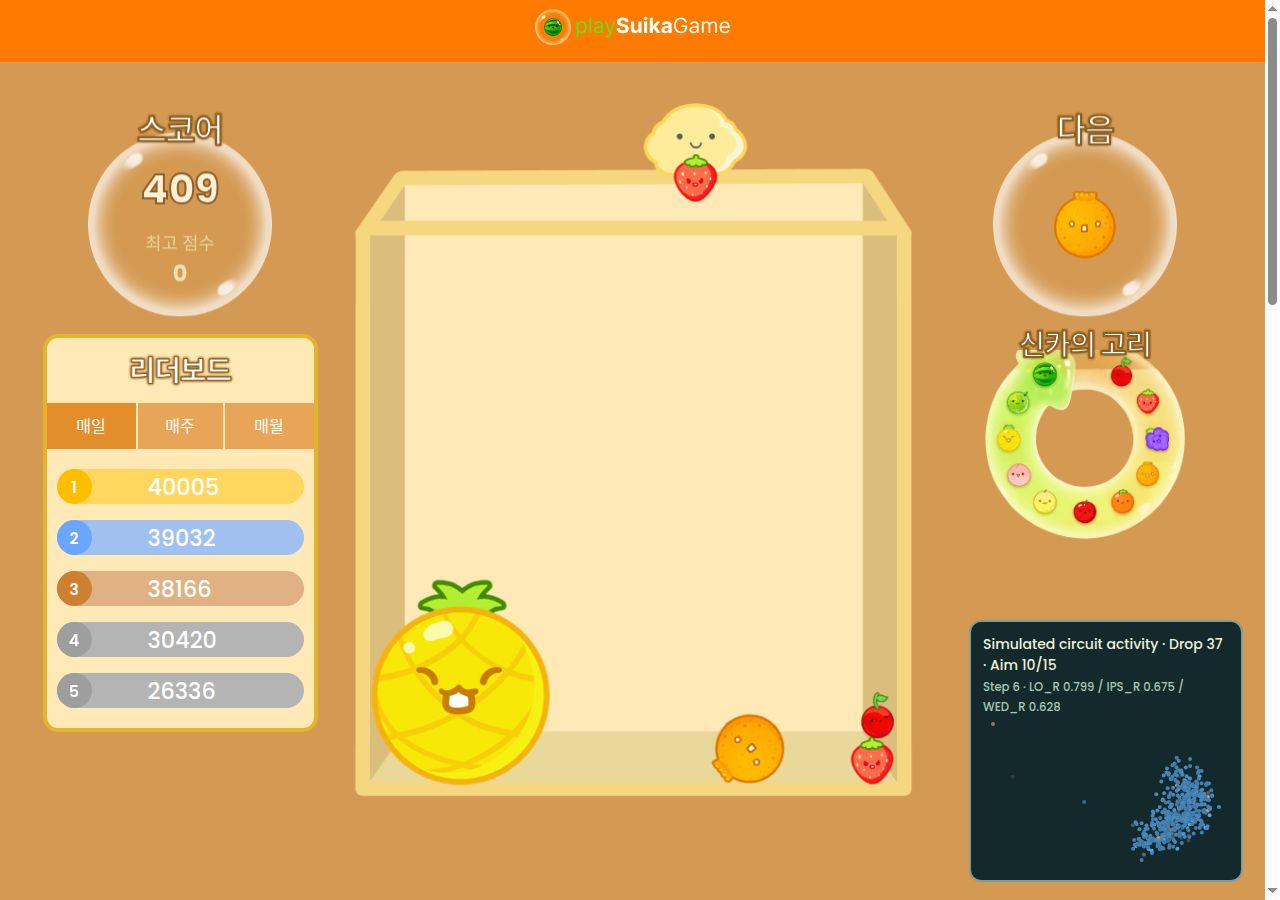 playSuikaGame
스코어
409
최고 점수
0
리더보드
매일 매주 매월
1 40005
2 39032
3 38166
4 30420
5 26336
다음
신카의 고리
Simulated circuit activity · Drop 37
· Aim 10/15
Step 6 · LO_R 0.799 / IPS_R 0.675 /
WED_R 0.628